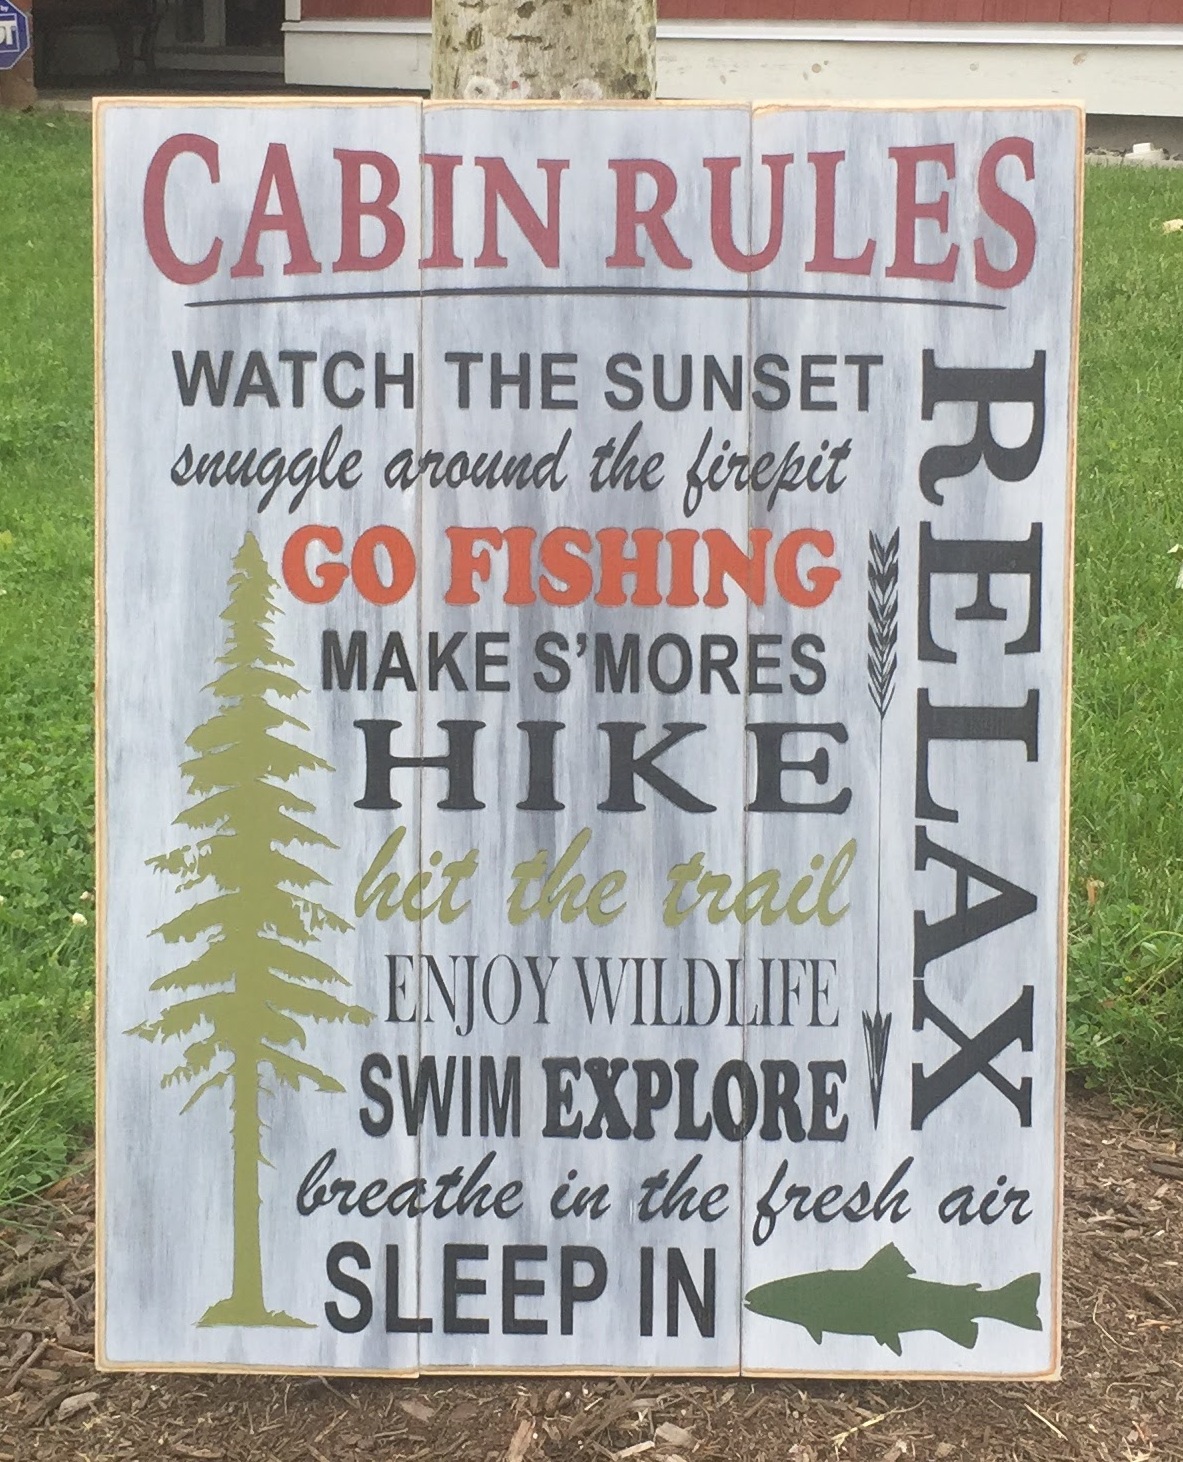 CABIN RULES
WATCH THE SUNSET
snuggle around the firepit
GO FISHING
MAKE S'MORES
HIKE
hit the trail
ENJOY WILDLIFE
SWIM EXPLORE
breathe in the fresh air
SLEEP IN
RELAX